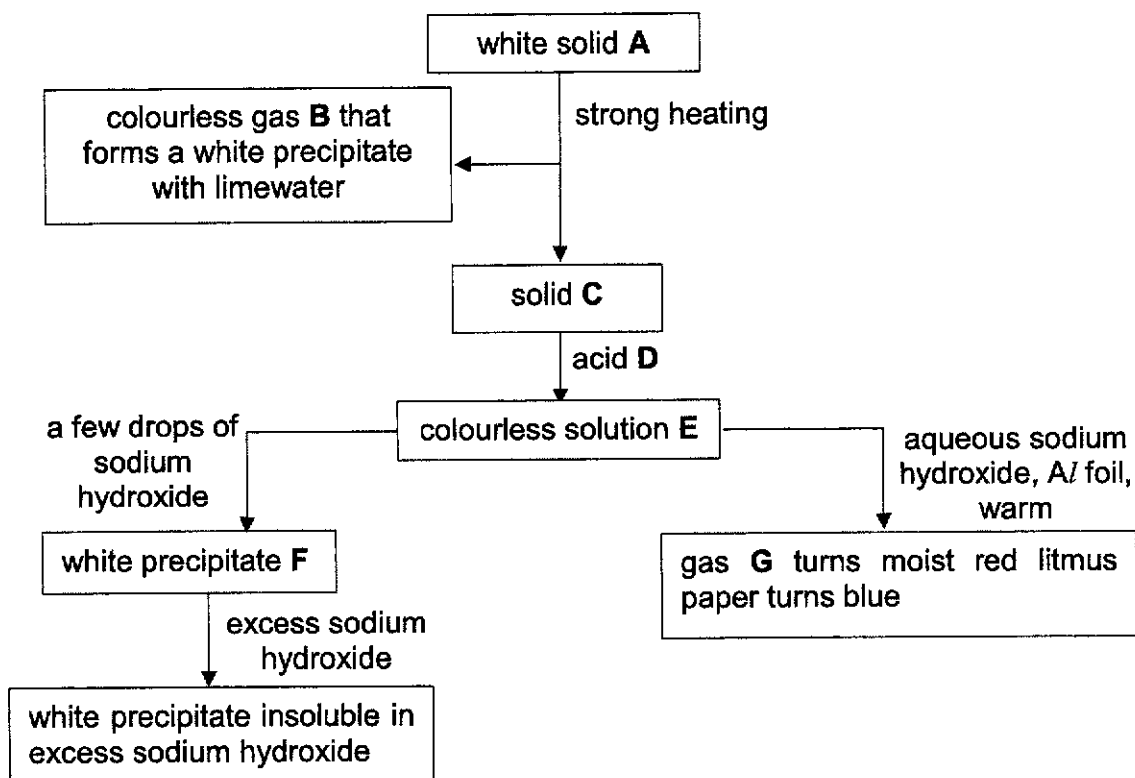 white solid A
colourless gas B that
forms a white precipitate
with limewater
strong heating
solid C
acid D
colourless solution E
a few drops of
sodium
hydroxide
aqueous sodium
hydroxide, Al foil,
warm
white precipitate F
gas G turns moist red litmus
paper turns blue
excess sodium
hydroxide
white precipitate insoluble in
excess sodium hydroxide